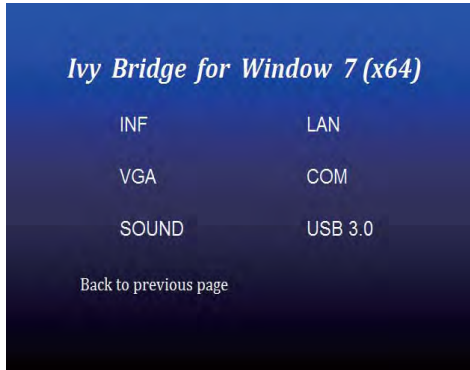 Ivy Bridge for Window 7 (x64)
INF LAN
VGA COM
SOUND USB 3.0
Back to previous page